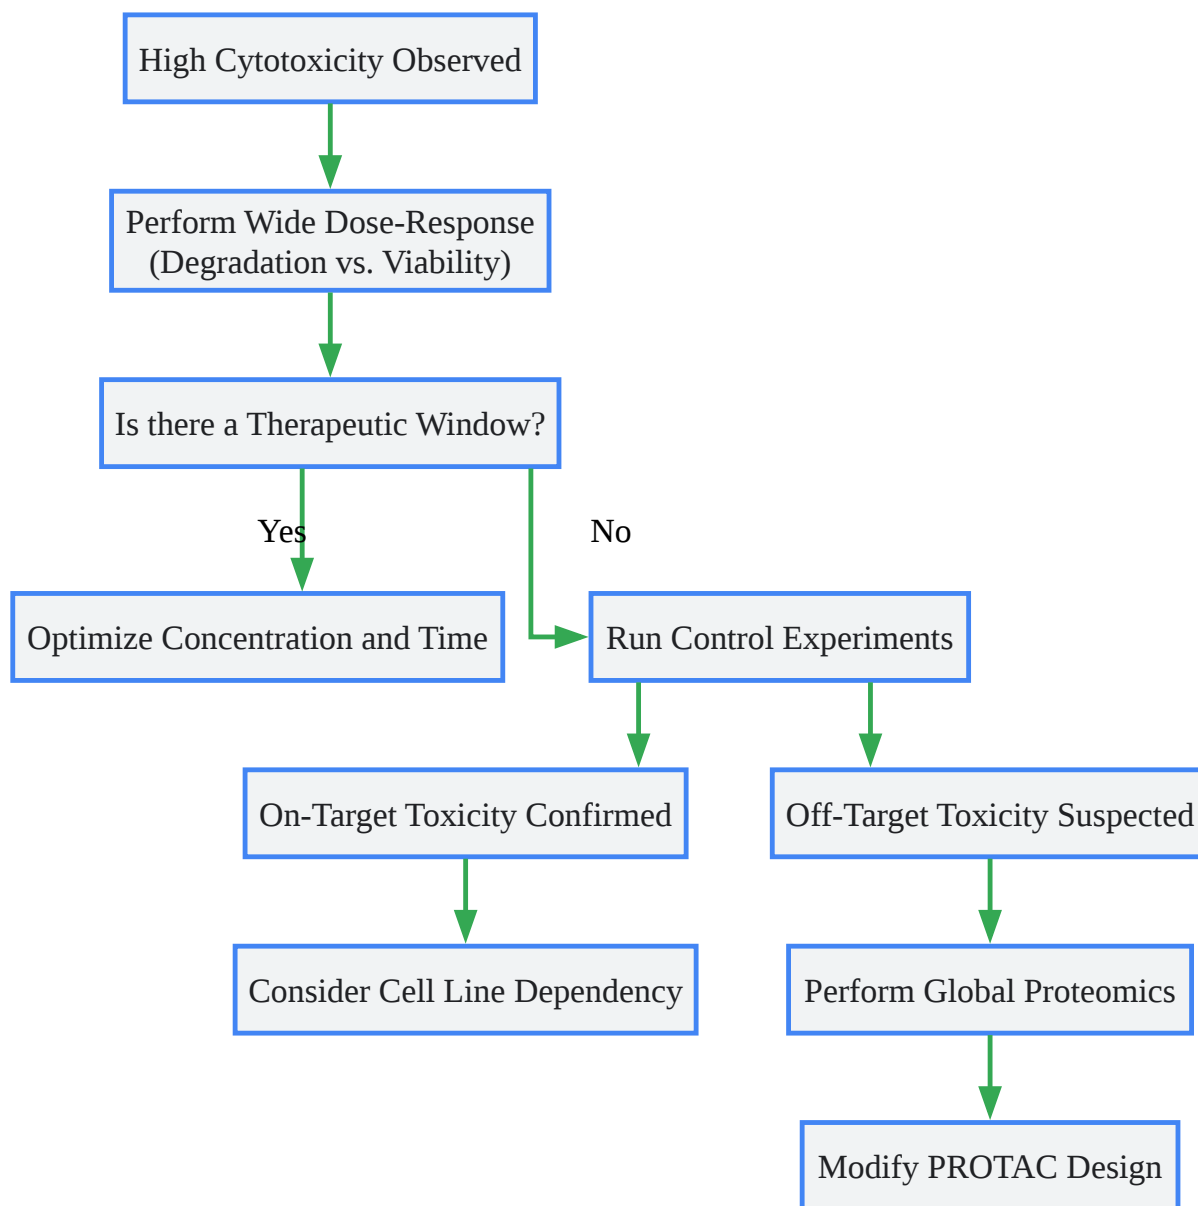 High Cytotoxicity Observed
Perform Wide Dose-Response
(Degradation vs. Viability)
Is there a Therapeutic Window?
Yes
No
Optimize Concentration and Time
Run Control Experiments
On-Target Toxicity Confirmed
Off-Target Toxicity Suspected
Consider Cell Line Dependency
Perform Global Proteomics
Modify PROTAC Design